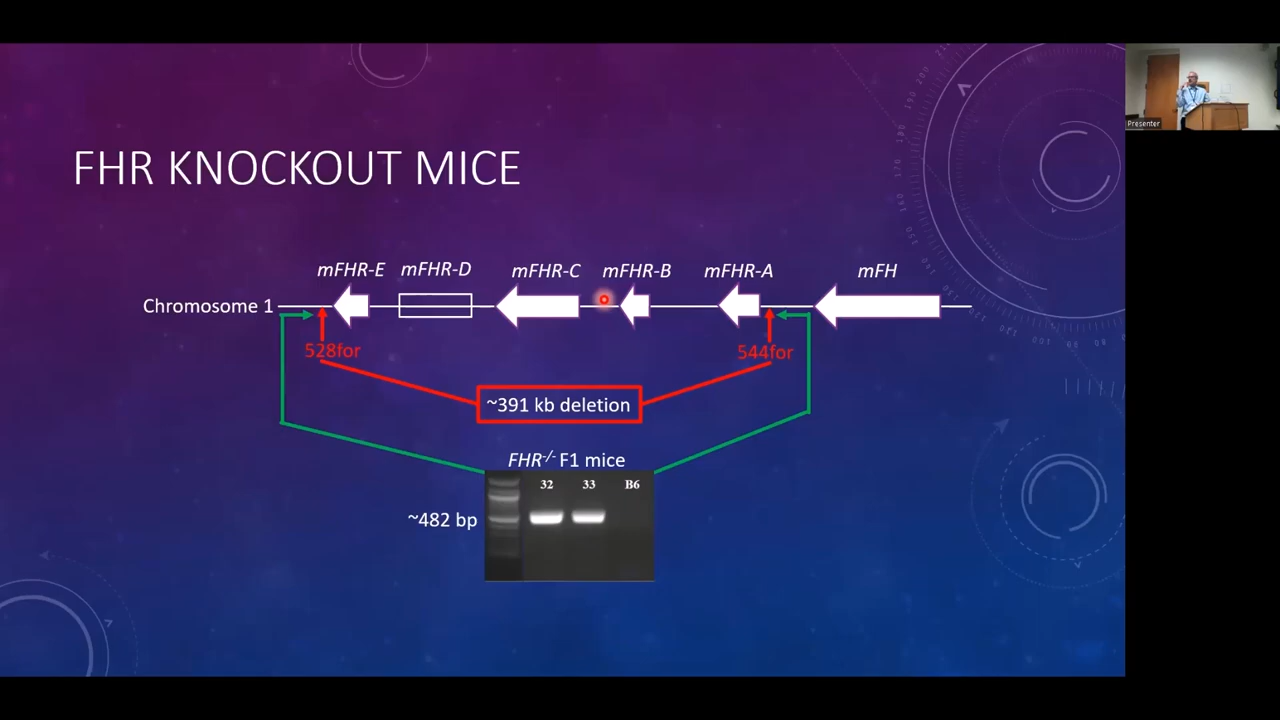 FHR KNOCKOUT MICE
mFHR-E mFHR-D mFHR-C mFHR-B mFHR-A mFH
Chromosome 1
528for 544for
~391 kb deletion
FHR-/- F1 mice
32 33 B6
~482 bp
Presenter